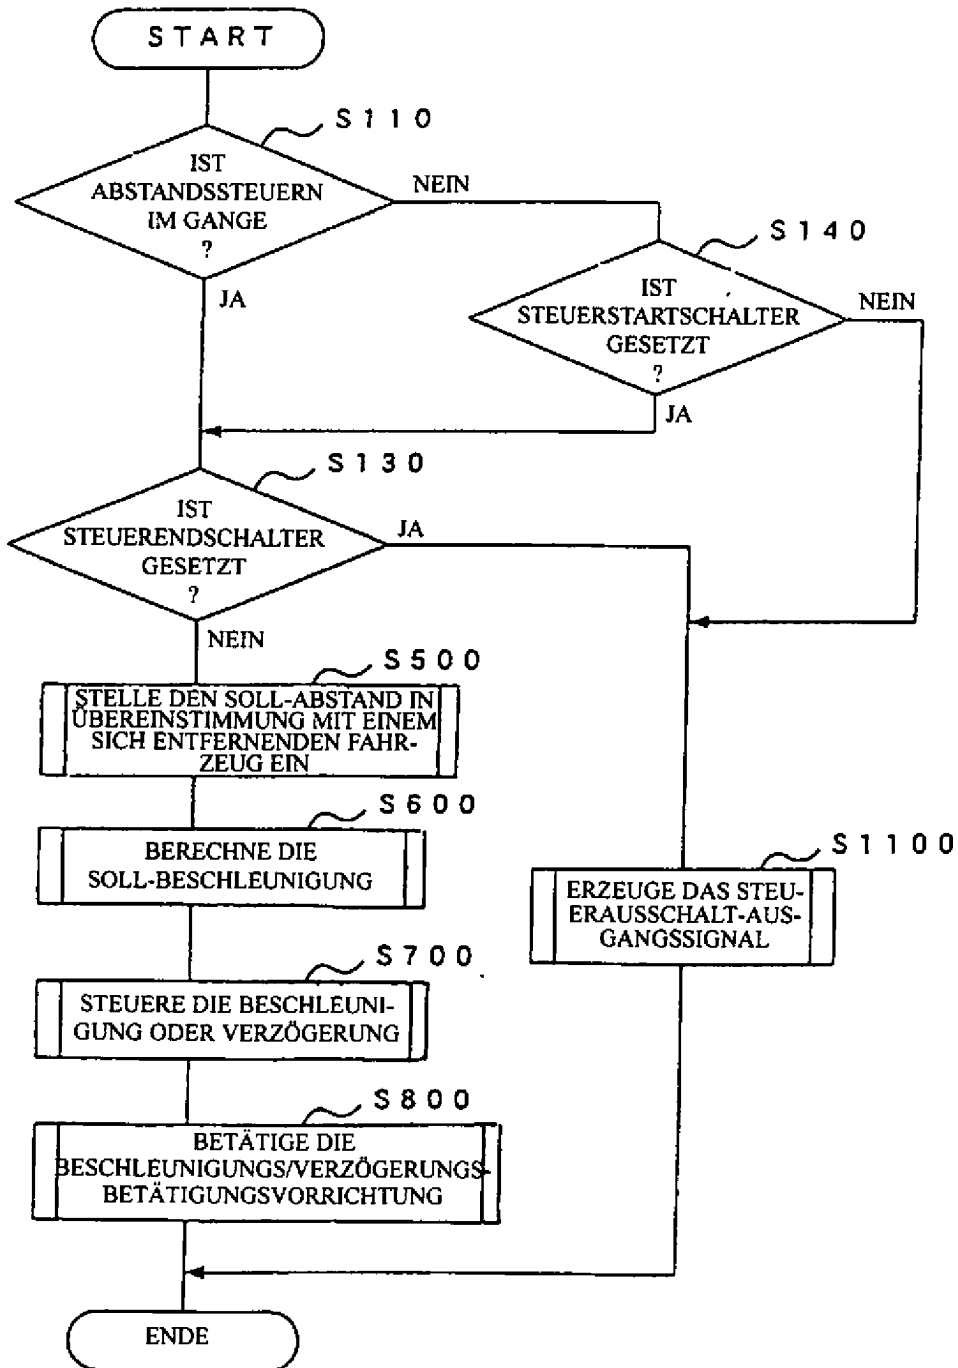 START
S110
IST
ABSTANDSSTEUERN
IM GANGE
?
NEIN
JA
S140
IST
STEUERSTARTSCHALTER
GESETZT
?
NEIN
JA
S130
IST
STEUERENDSCHALTER
GESETZT
?
JA
NEIN
S500
STELLE DEN SOLL-ABSTAND IN
ÜBEREINSTIMMUNG MIT EINEM
SICH ENTFERNENDEN FAHR-
ZEUG EIN
S600
BERECHNE DIE
SOLL-BESCHLEUNIGUNG
S1100
ERZEUGE DAS STEU-
ERAUSSCHALT-AUS-
GANGSSIGNAL
S700
STEUERE DIE BESCHLEUNI-
GUNG ODER VERZÖGERUNG
S800
BETÄTIGE DIE
BESCHLEUNIGUNGS/VERZÖGERUNGS-
BETÄTIGUNGSVORRICHTUNG
ENDE